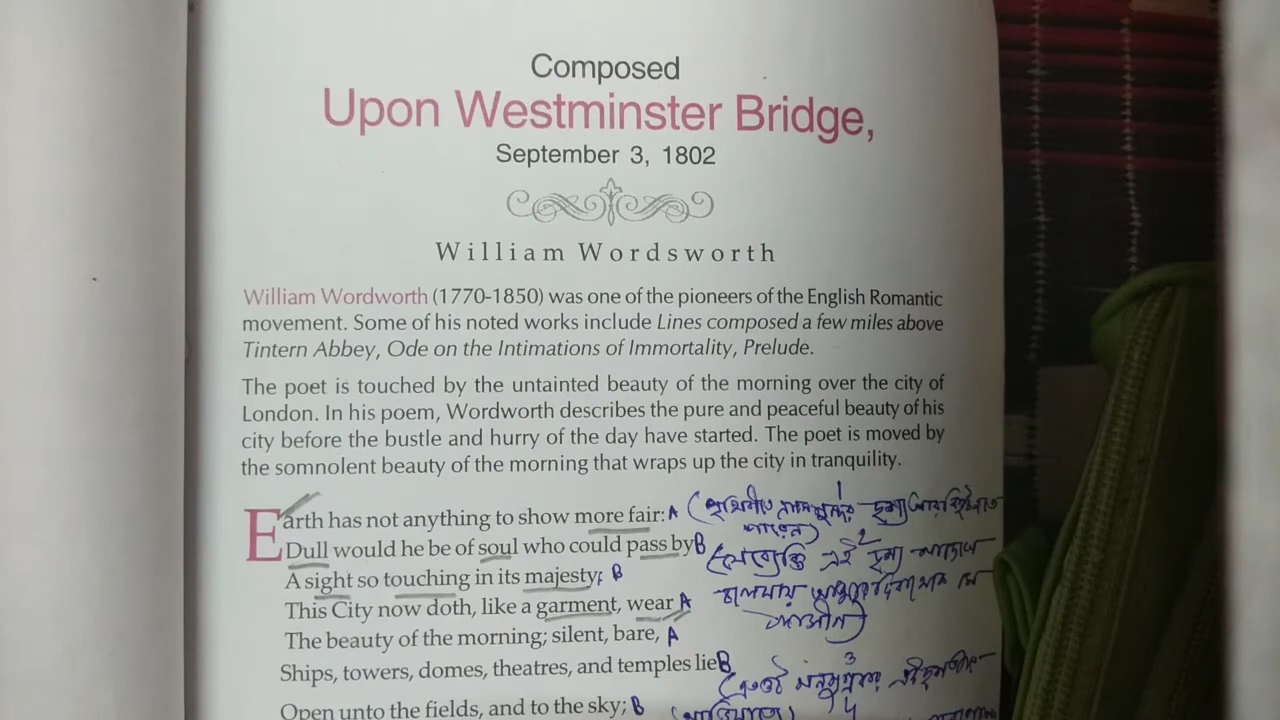 Composed
Upon Westminster Bridge,
September 3, 1802
William Wordsworth
William Wordworth (1770-1850) was one of the pioneers of the English Romantic
movement. Some of his noted works include Lines composed a few miles above
Tintern Abbey, Ode on the Intimations of Immortality, Prelude.
The poet is touched by the untainted beauty of the morning over the city of
London. In his poem, Wordworth describes the pure and peaceful beauty of his
city before the bustle and hurry of the day have started. The poet is moved by
the somnolent beauty of the morning that wraps up the city in tranquility.
Earth has not anything to show more fair: A
Dull would he be of soul who could pass by B
A sight so touching in its majesty; B
This City now doth, like a garment, wear A
The beauty of the morning; silent, bare, A
Ships, towers, domes, theatres, and temples lie B
Open unto the fields, and to the sky; B
1
2
এই দৃশ্য
3
4